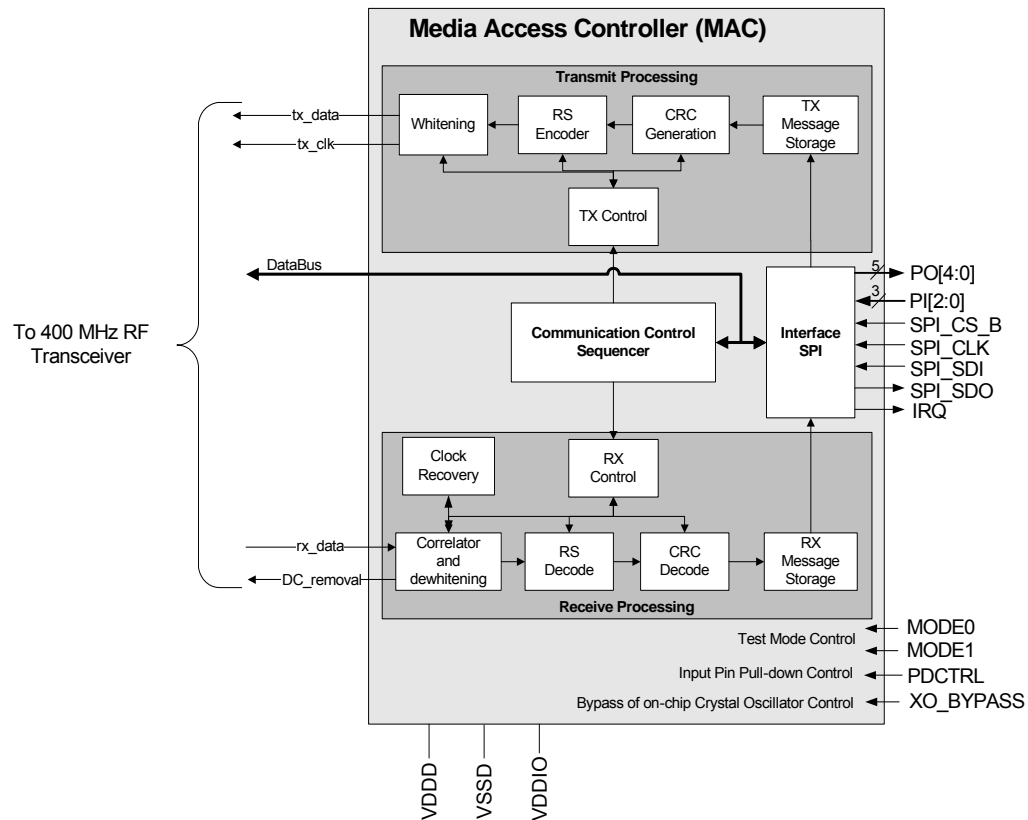 Media Access Controller (MAC)
Transmit Processing
tx_data
tx_clk
Whitening
RS
Encoder
CRC
Generation
TX
Message
Storage
TX Control
DataBus
To 400 MHz RF
Transceiver
Communication Control
Sequencer
Interface
SPI
5
PO[4:0]
3
PI[2:0]
SPI_CS_B
SPI_CLK
SPI_SDI
SPI_SDO
IRQ
Clock
Recovery
RX
Control
rx_data
DC_removal
Correlator
and
dewhitening
RS
Decode
CRC
Decode
RX
Message
Storage
Receive Processing
Test Mode Control
MODE0
MODE1
Input Pin Pull-down Control
PDCTRL
Bypass of on-chip Crystal Oscillator Control
XO_BYPASS
VDDD
VSSD
VDDIO